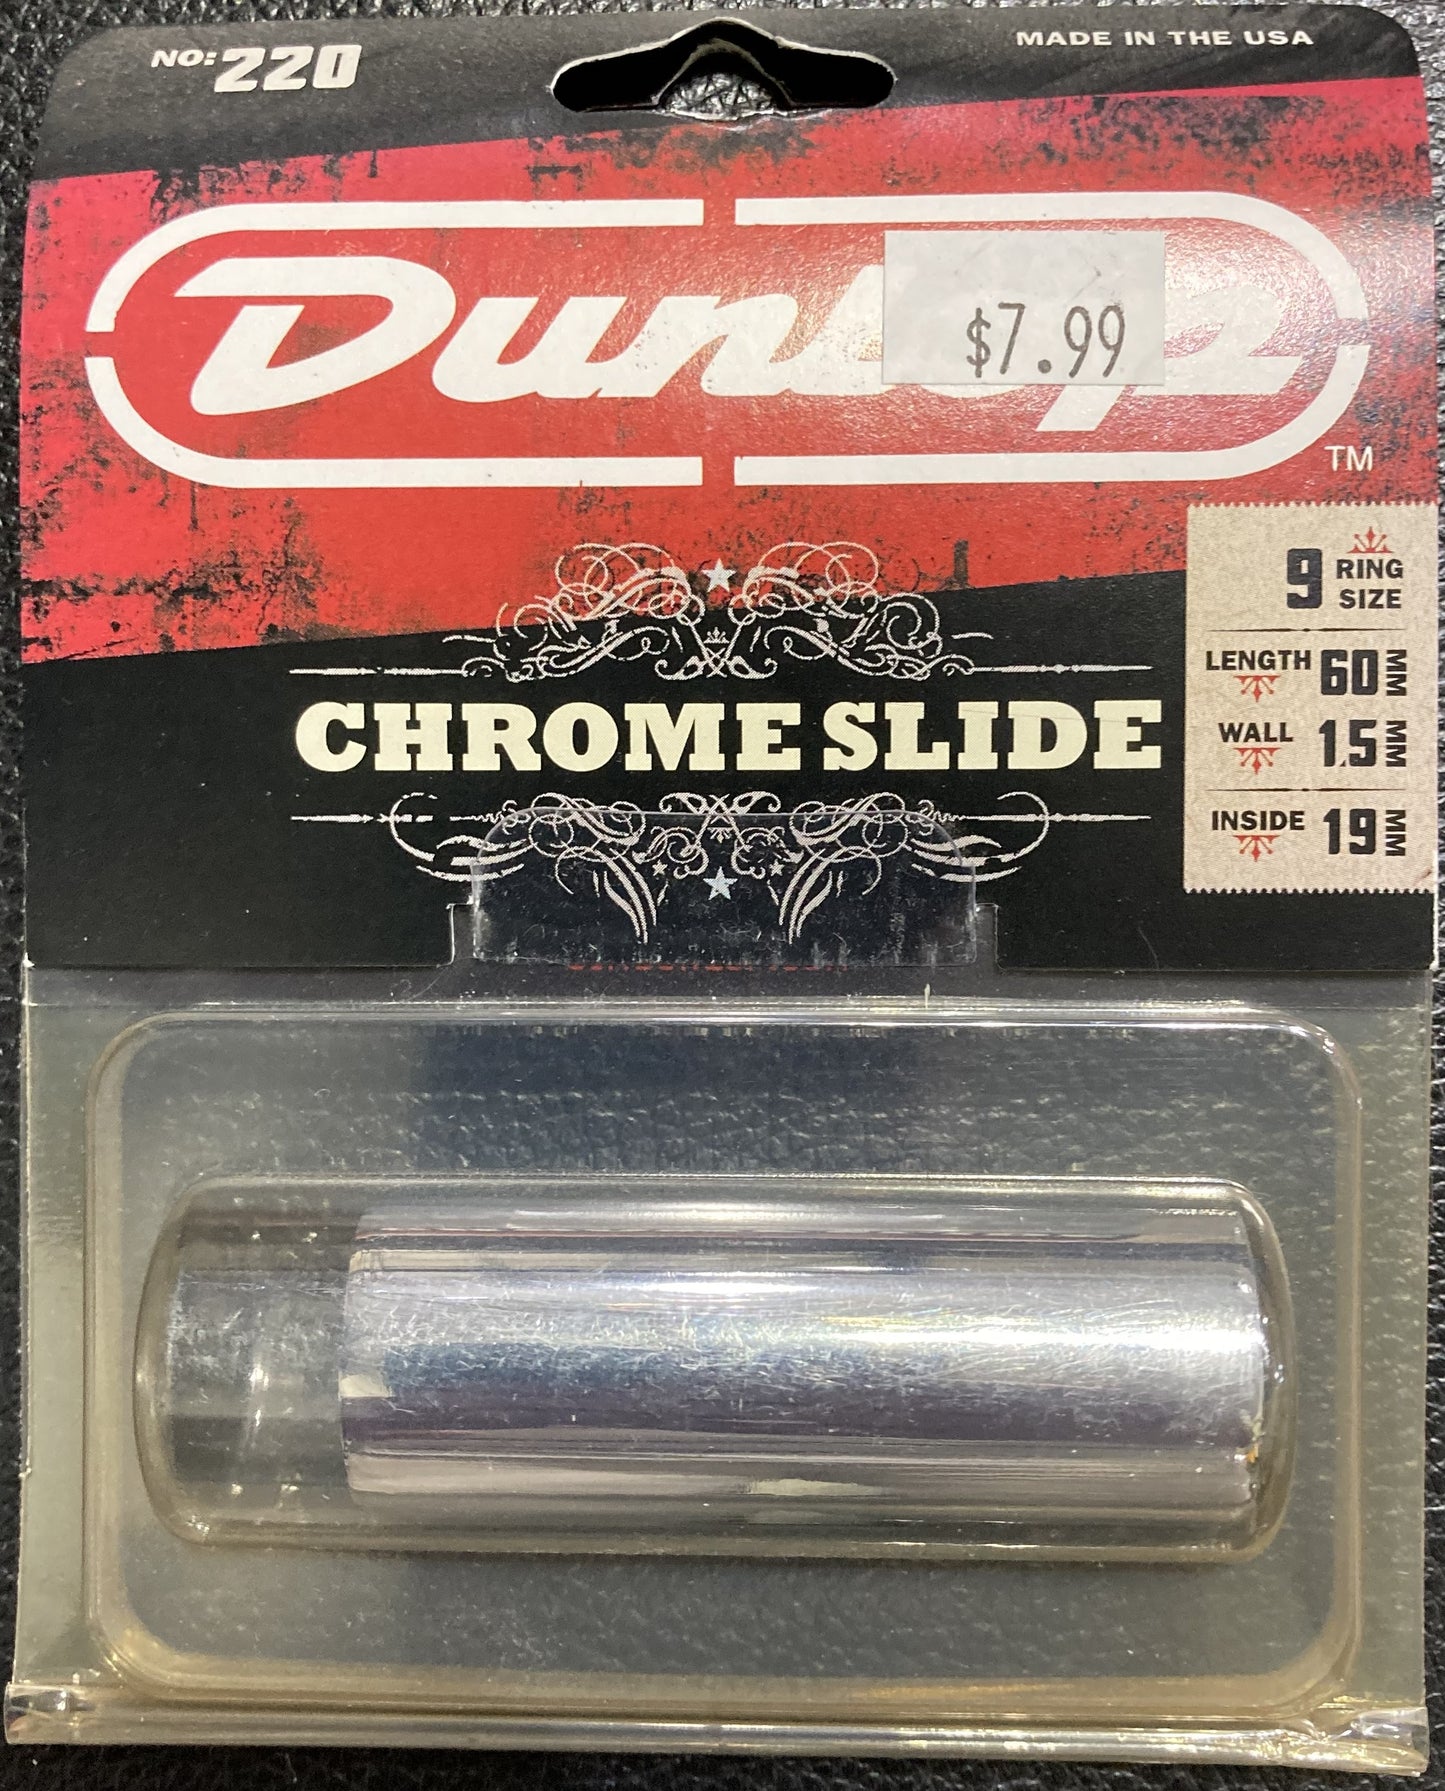 NO: 220
MADE IN THE USA
Dunlop
$7.99
TM
9 RING SIZE
LENGTH 60 MM
WALL 1.5 MM
INSIDE 19 MM
CHROME SLIDE